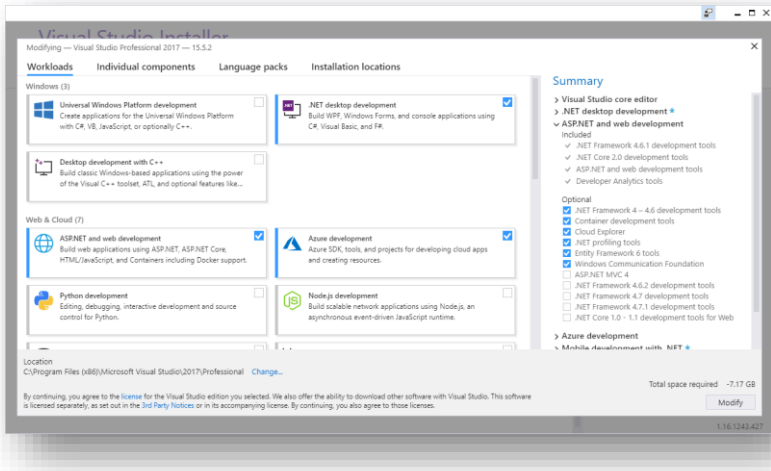 Visual Studio Installer
Modifying — Visual Studio Professional 2017 — 15.5.2
Workloads Individual components Language packs Installation locations
Windows (3)
Universal Windows Platform development
Create applications for the Universal Windows Platform
with C#, VB, JavaScript, or optionally C++.
.NET desktop development
Build WPF, Windows Forms, and console applications using
C#, Visual Basic, and F#.
Desktop development with C++
Build classic Windows-based applications using the power
of the Visual C++ toolset, ATL, and optional features like...
Web & Cloud (7)
ASP.NET and web development
Build web applications using ASP.NET, ASP.NET Core,
HTML/JavaScript, and Containers including Docker support.
Azure development
Azure SDK, tools, and projects for developing cloud apps
and creating resources.
Python development
Editing, debugging, interactive development and source
control for Python.
Node.js development
Build scalable network applications using Node.js, an
asynchronous event-driven JavaScript runtime.
Summary
Visual Studio core editor
.NET desktop development *
ASP.NET and web development
Included
.NET Framework 4.6.1 development tools
.NET Core 2.0 development tools
ASP.NET and web development tools
Developer Analytics tools
Optional
.NET Framework 4 – 4.6 development tools
Container development tools
Cloud Explorer
.NET profiling tools
Entity Framework 6 tools
Windows Communication Foundation
ASP.NET MVC 4
.NET Framework 4.6.2 development tools
.NET Framework 4.7 development tools
.NET Framework 4.7.1 development tools
.NET Core 1.0 - 1.1 development tools for Web
Azure development
Mobile development with .NET *
Location
C:\Program Files (x86)\Microsoft Visual Studio\2017\Professional Change...
By continuing, you agree to the license for the Visual Studio edition you selected. We also offer the ability to download other software with Visual Studio. This software
is licensed separately, as set out in the 3rd Party Notices or in its accompanying license. By continuing, you also agree to those licenses.
Total space required -7.17 GB
Modify
1.16.1243.427